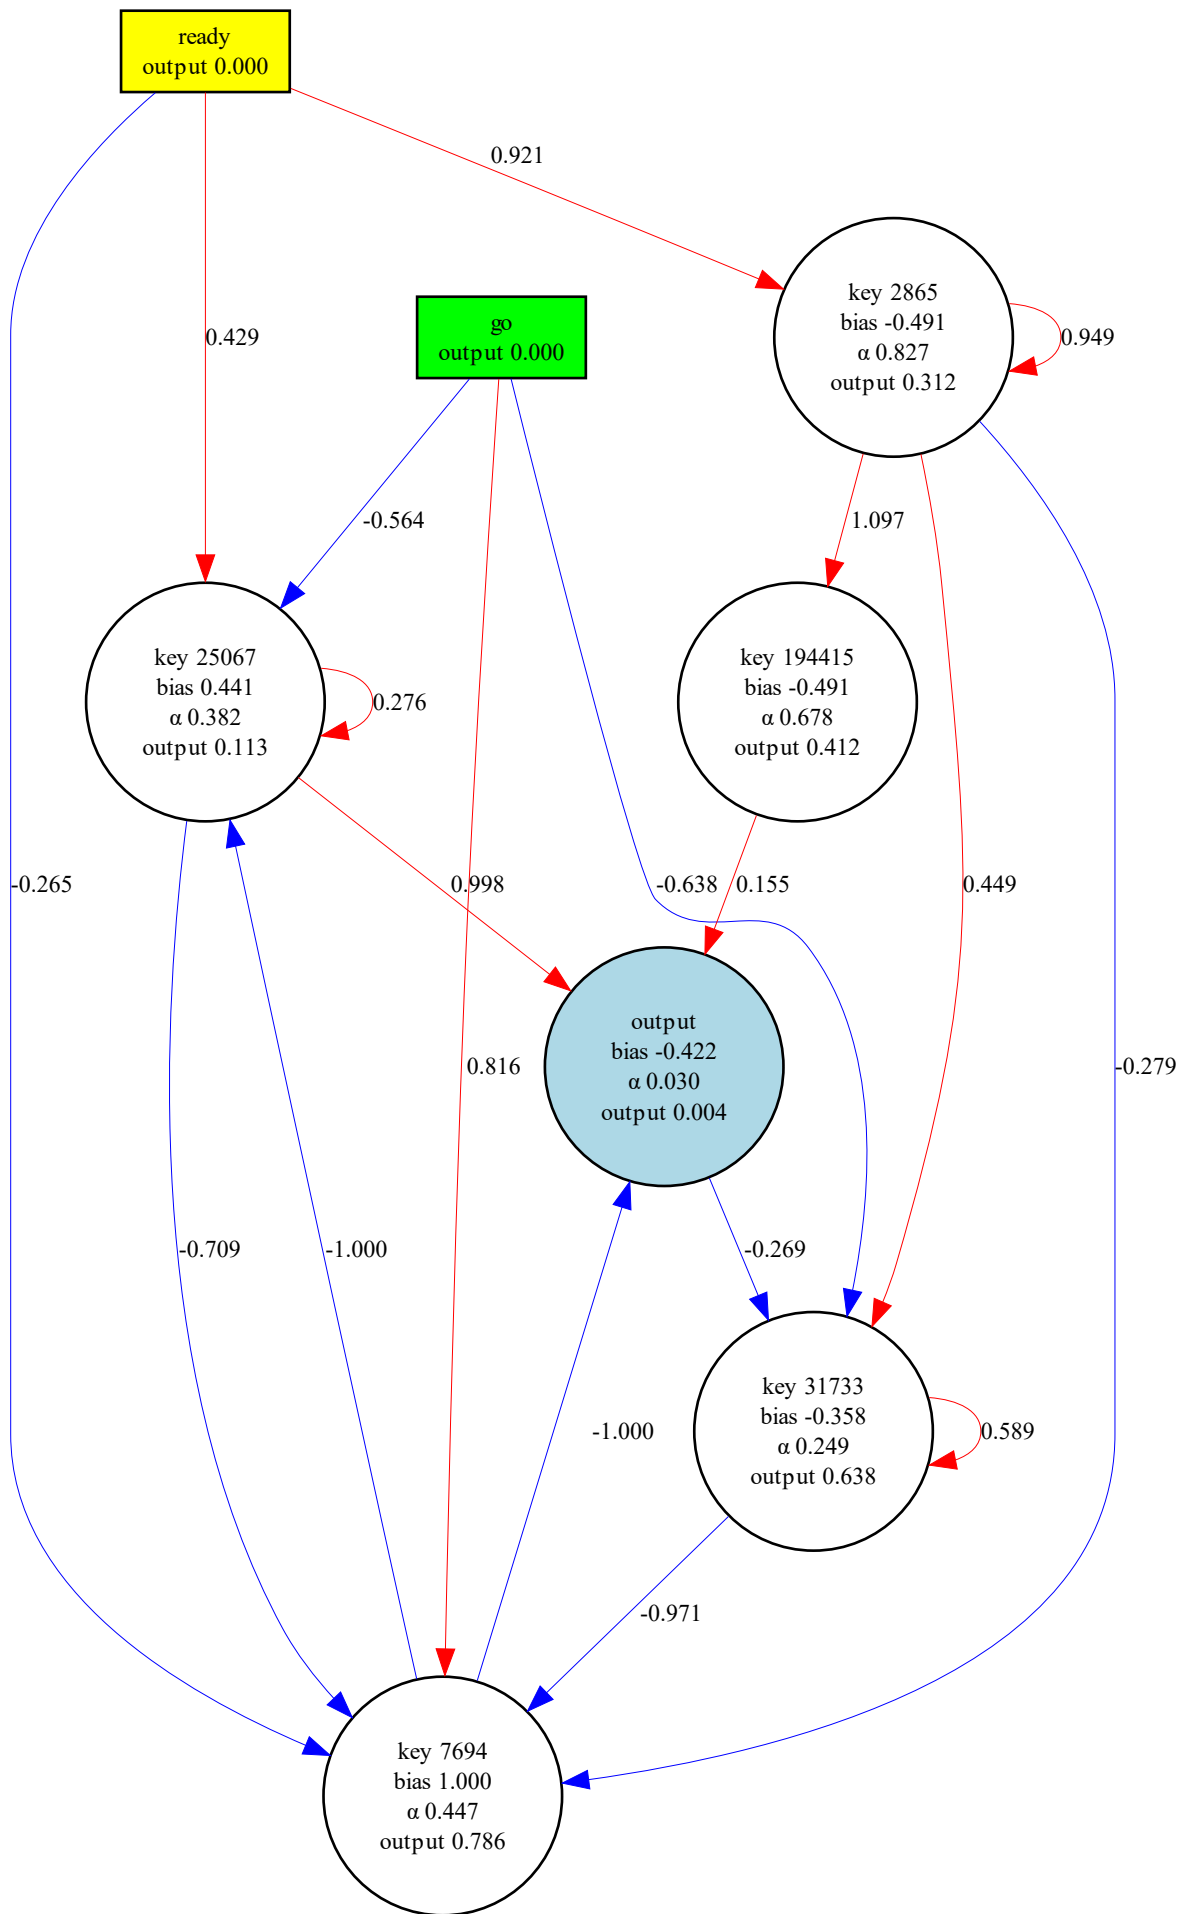 ready
output 0.000
0.921
key 2865
bias -0.491
α 0.827
output 0.312
0.949
go
output 0.000
0.429
-0.564
1.097
key 25067
bias 0.441
α 0.382
output 0.113
0.276
key 194415
bias -0.491
α 0.678
output 0.412
-0.265
0.998
-0.638
0.155
0.449
output
bias -0.422
α 0.030
output 0.004
0.816
-0.279
-0.709
-1.000
-0.269
key 31733
bias -0.358
α 0.249
output 0.638
-1.000
0.589
-0.971
key 7694
bias 1.000
α 0.447
output 0.786